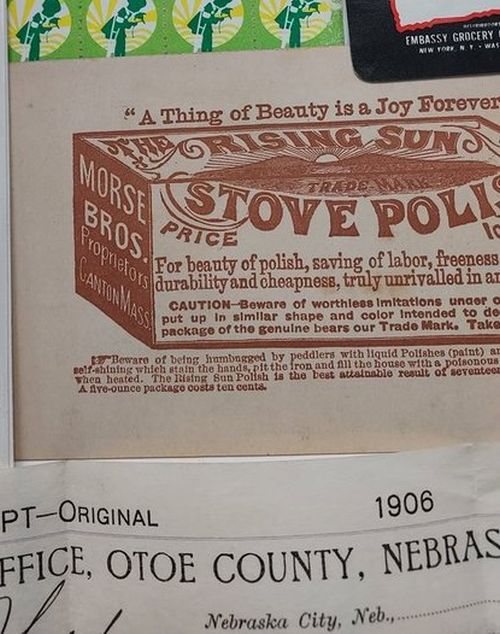 EMBASSY GROCERY
NEW YORK, N.Y. - WA
"A Thing of Beauty is a Joy Forever
THE RISING SUN
TRADE-MARK
STOVE POLI
MORSE
BROS.
Proprietors
CANTON MASS.
PRICE
10
For beauty of polish, saving of labor, freeness
durability and cheapness, truly unrivalled in an
CAUTION—Beware of worthless imitations under o
put up in similar shape and color intended to de
package of the genuine bears our Trade Mark. Take
Beware of being humbugged by peddlers with liquid Polishes (paint) an
self-shining which stain the hands, pit the iron and fill the house with a poisonous
when heated. The Rising Sun Polish is the best attainable result of seventeen
A five-ounce package costs ten cents.
PT—ORIGINAL
1906
FFICE, OTOE COUNTY, NEBRAS
Nebraska City, Neb.,